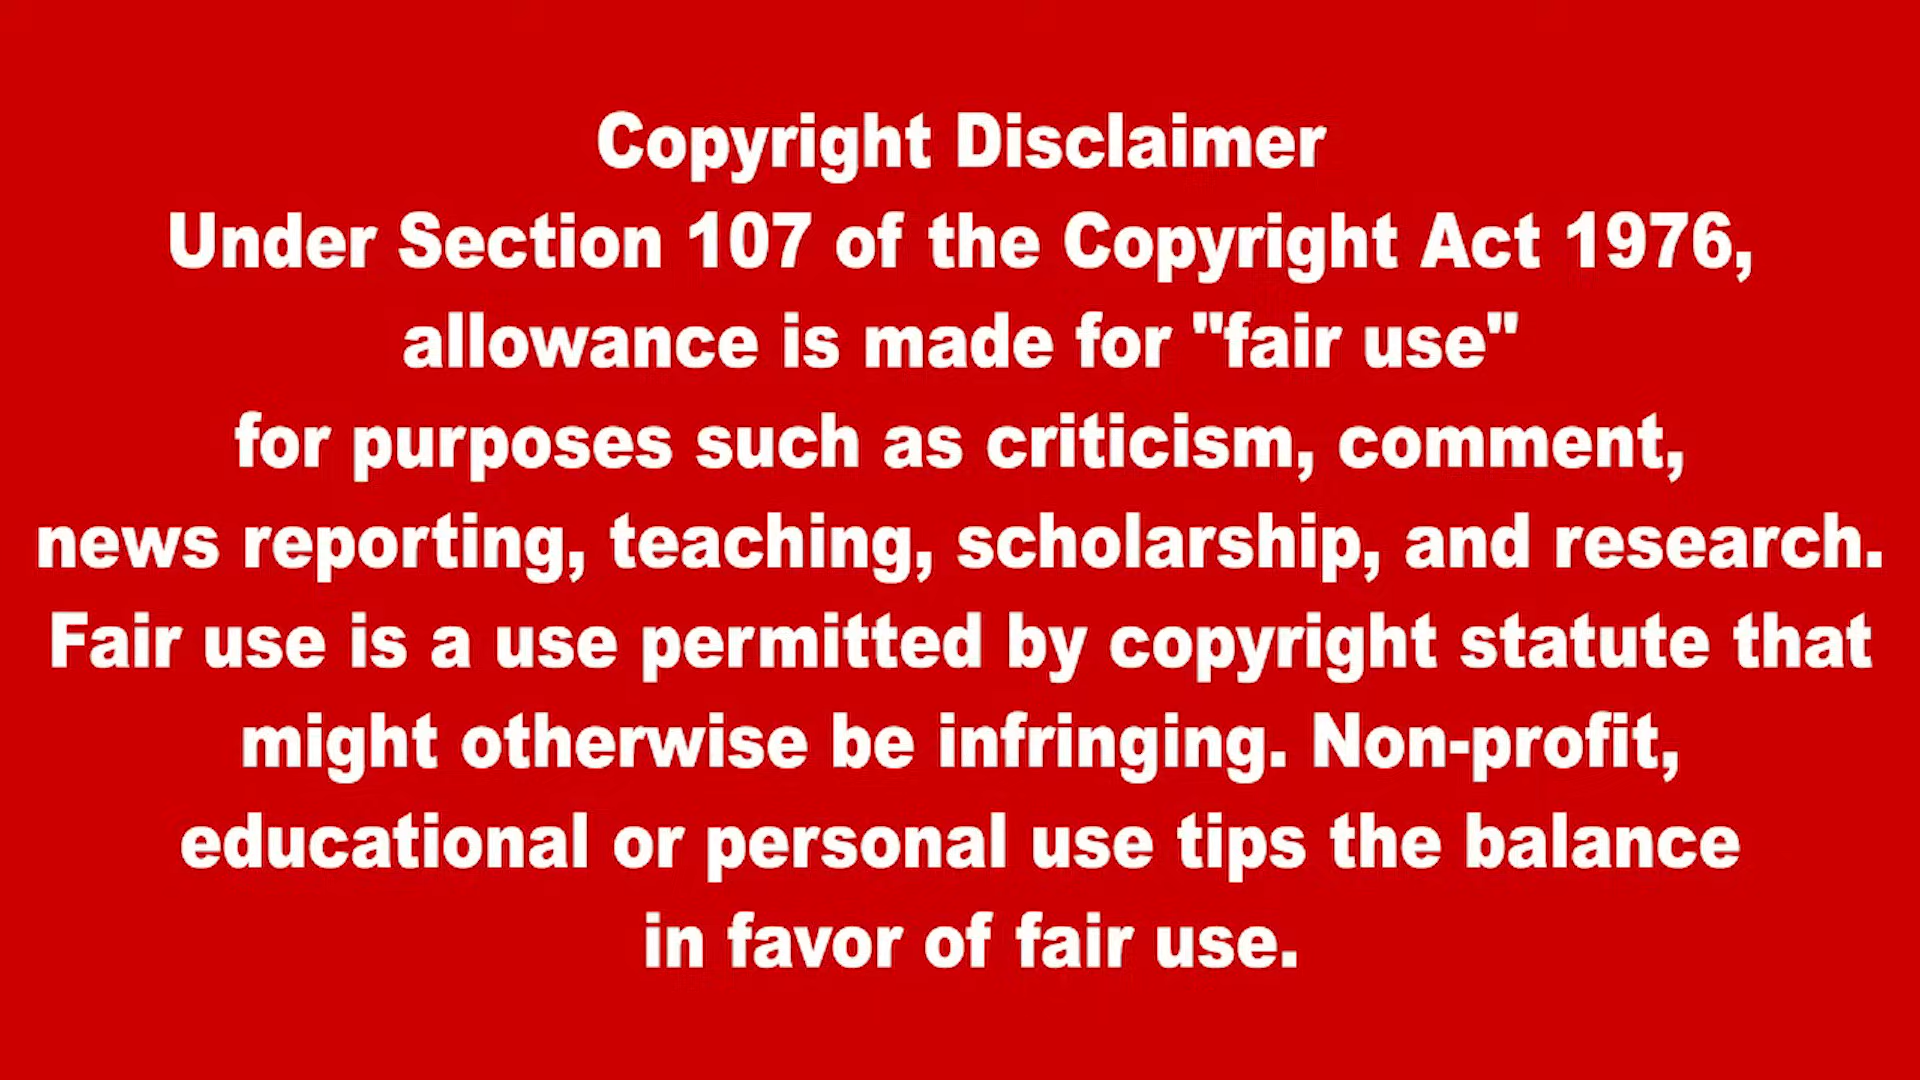 Copyright Disclaimer
Under Section 107 of the Copyright Act 1976,
allowance is made for "fair use"
for purposes such as criticism, comment,
news reporting, teaching, scholarship, and research.
Fair use is a use permitted by copyright statute that
might otherwise be infringing. Non-profit,
educational or personal use tips the balance
in favor of fair use.